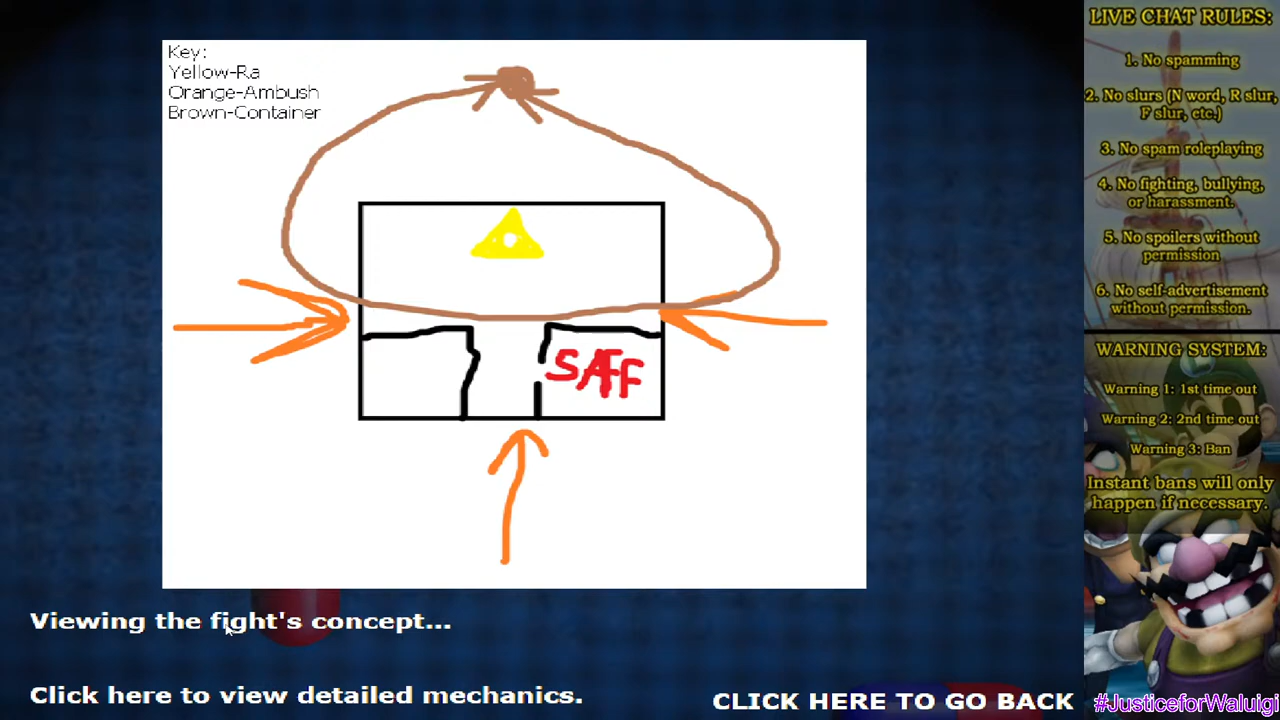 Key:
Yellow-Ra
Orange-Ambush
Brown-Container
SAFF
Viewing the fight's concept...
Click here to view detailed mechanics.
CLICK HERE TO GO BACK
LIVE CHAT RULES:
1. No spamming
2. No slurs (N word, R slur,
F slur, etc.)
3. No spam roleplaying
4. No fighting, bullying,
or harassment.
5. No spoilers without
permission
6. No self-advertisement
without permission.
WARNING SYSTEM:
Warning 1: 1st time out
Warning 2: 2nd time out
Warning 3: Ban
Instant bans will only
happen if necessary.
#JusticeforWaluigi